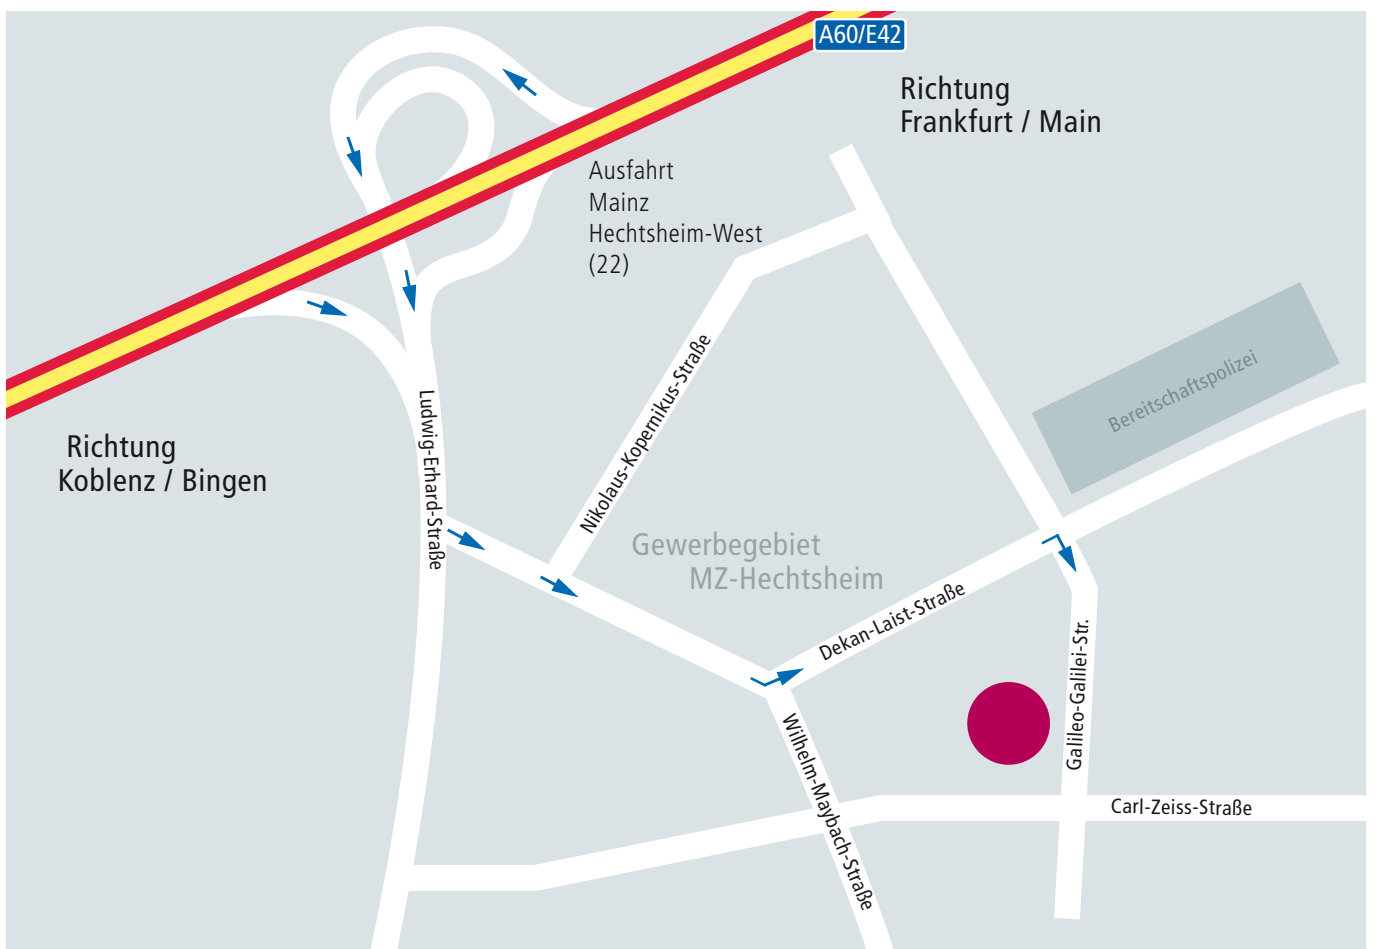 A60/E42
Richtung
Frankfurt / Main
Ausfahrt
Mainz
Hechtsheim-West
(22)
Nikolaus-Kopernikus-Straße
Bereitschaftspolizei
Richtung
Koblenz / Bingen
Ludwig-Erhard-Straße
Gewerbegebiet
MZ-Hechtsheim
Dekan-Laist-Straße
Galileo-Galilei-Str.
Wilhelm-Maybach-Straße
Carl-Zeiss-Straße